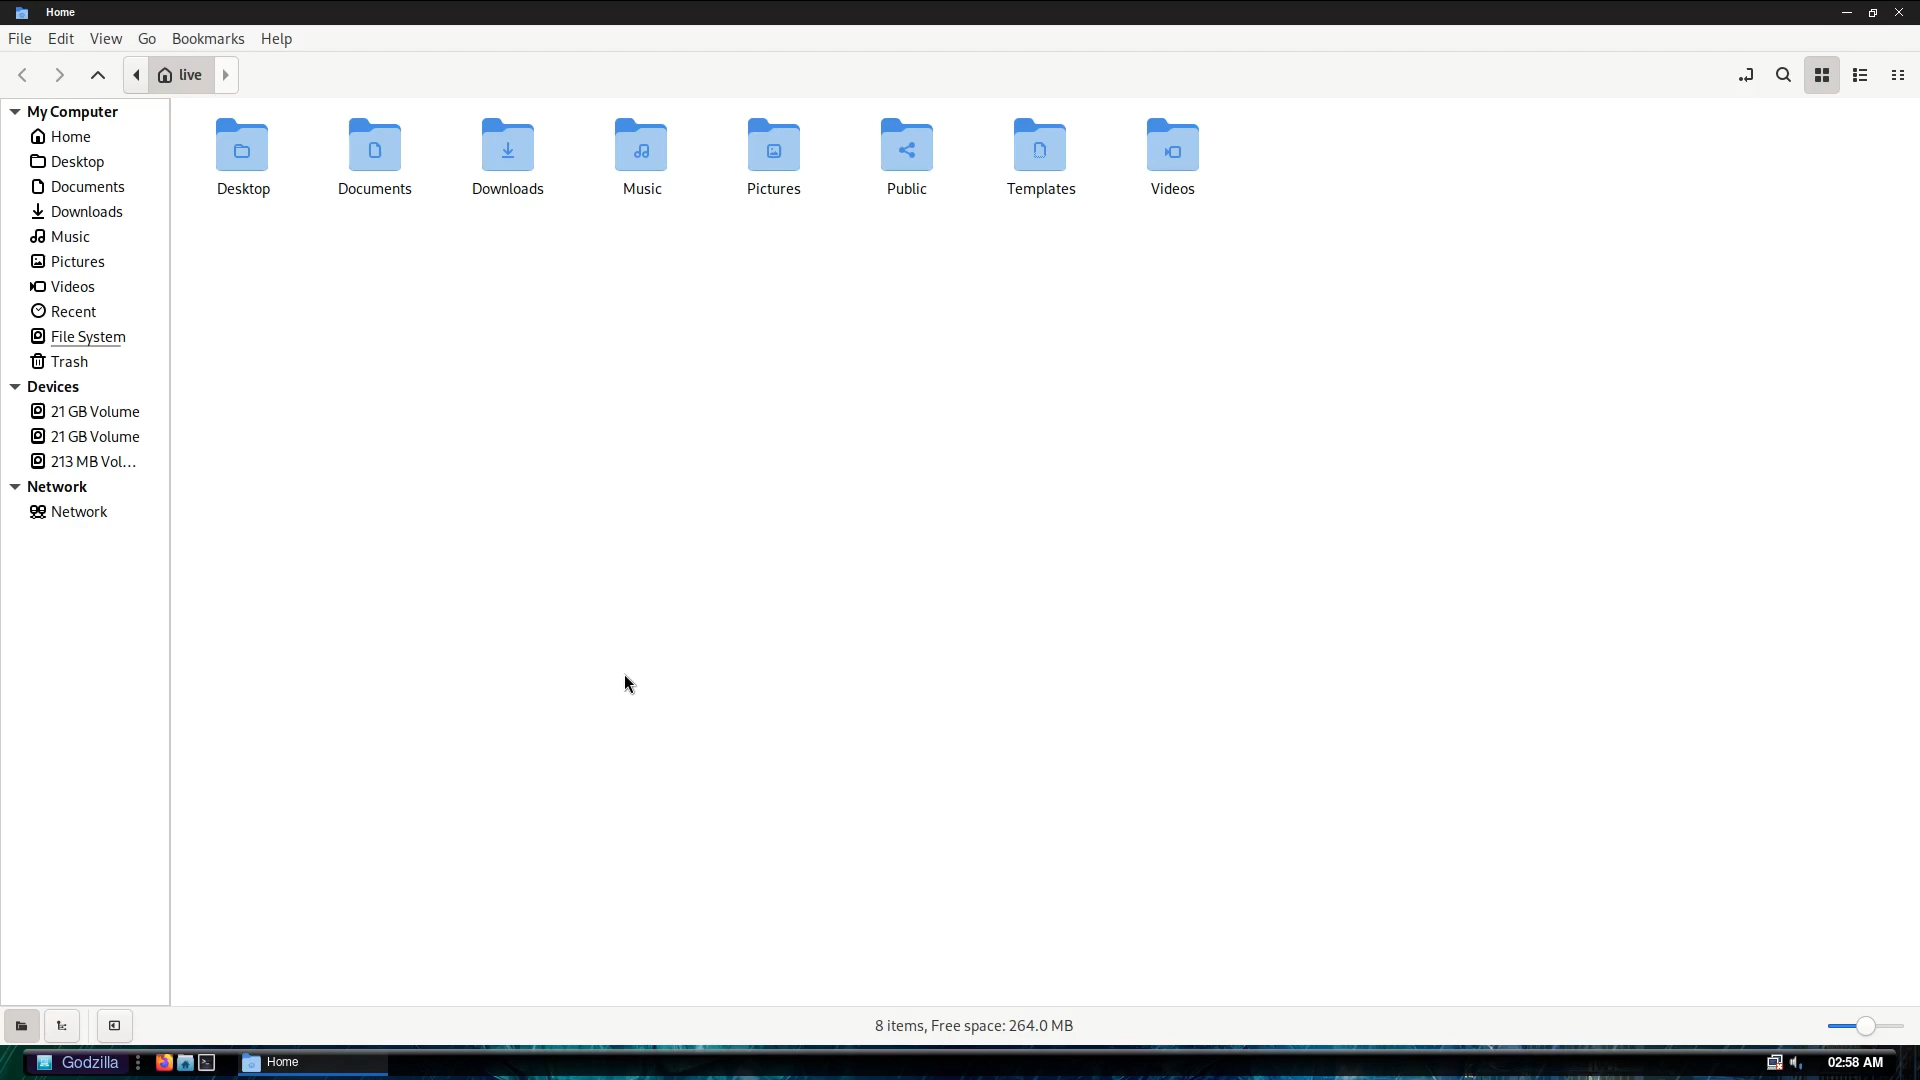 Home
File Edit View Go Bookmarks Help
live
My Computer
Home
Desktop
Documents
Downloads
Music
Pictures
Videos
Recent
File System
Trash
Devices
21 GB Volume
21 GB Volume
213 MB Vol...
Network
Network
Desktop Documents Downloads Music Pictures Public Templates Videos
8 items, Free space: 264.0 MB
Godzilla Home 02:58 AM